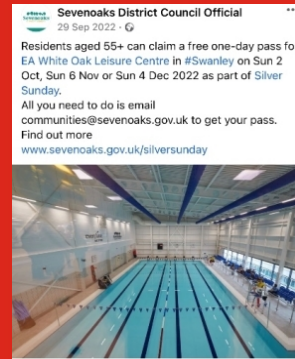 Sevenoaks District Council Official
29 Sep 2022 ·
Residents aged 55+ can claim a free one-day pass fo
EA White Oak Leisure Centre in #Swanley on Sun 2
Oct, Sun 6 Nov or Sun 4 Dec 2022 as part of Silver
Sunday.
All you need to do is email
communities@sevenoaks.gov.uk to get your pass.
Find out more
www.sevenoaks.gov.uk/silversunday